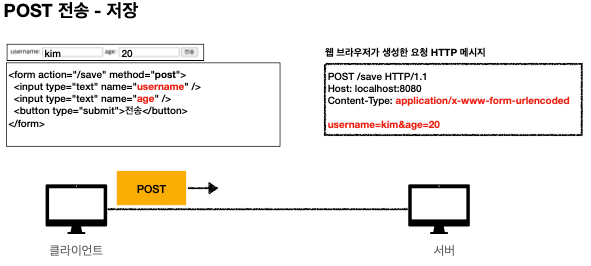 POST 전송 - 저장
username: kim age: 20 전송
<form action="/save" method="post">
<input type="text" name="username" />
<input type="text" name="age" />
<button type="submit">전송</button>
</form>
웹 브라우저가 생성한 요청 HTTP 메시지
POST /save HTTP/1.1
Host: localhost:8080
Content-Type: application/x-www-form-urlencoded
username=kim&age=20
POST
클라이언트
서버